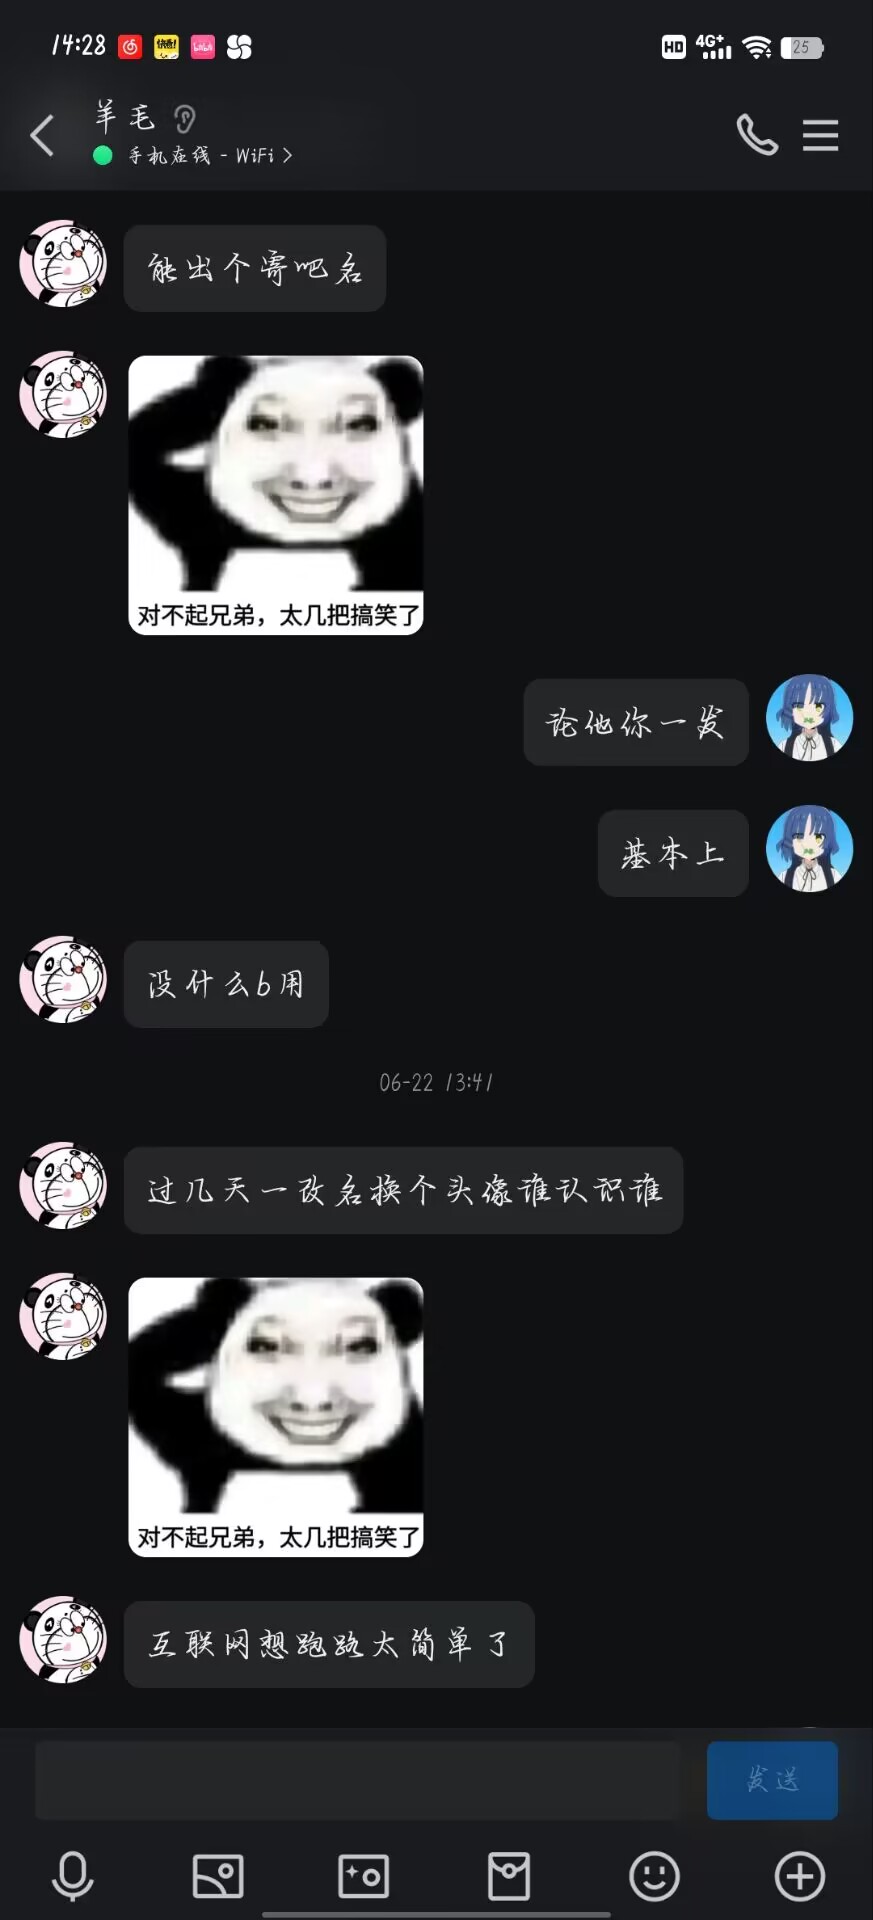 14:28
快看!
HD 4G+ 25
羊毛
手机在线 - WiFi >
能出个寄吧名
对不起兄弟，太几把搞笑了
论他你一发
基本上
没什么b用
06-22 13:41
过几天一改名换个头像谁认识谁
对不起兄弟，太几把搞笑了
互联网想跑路太简单了
发送